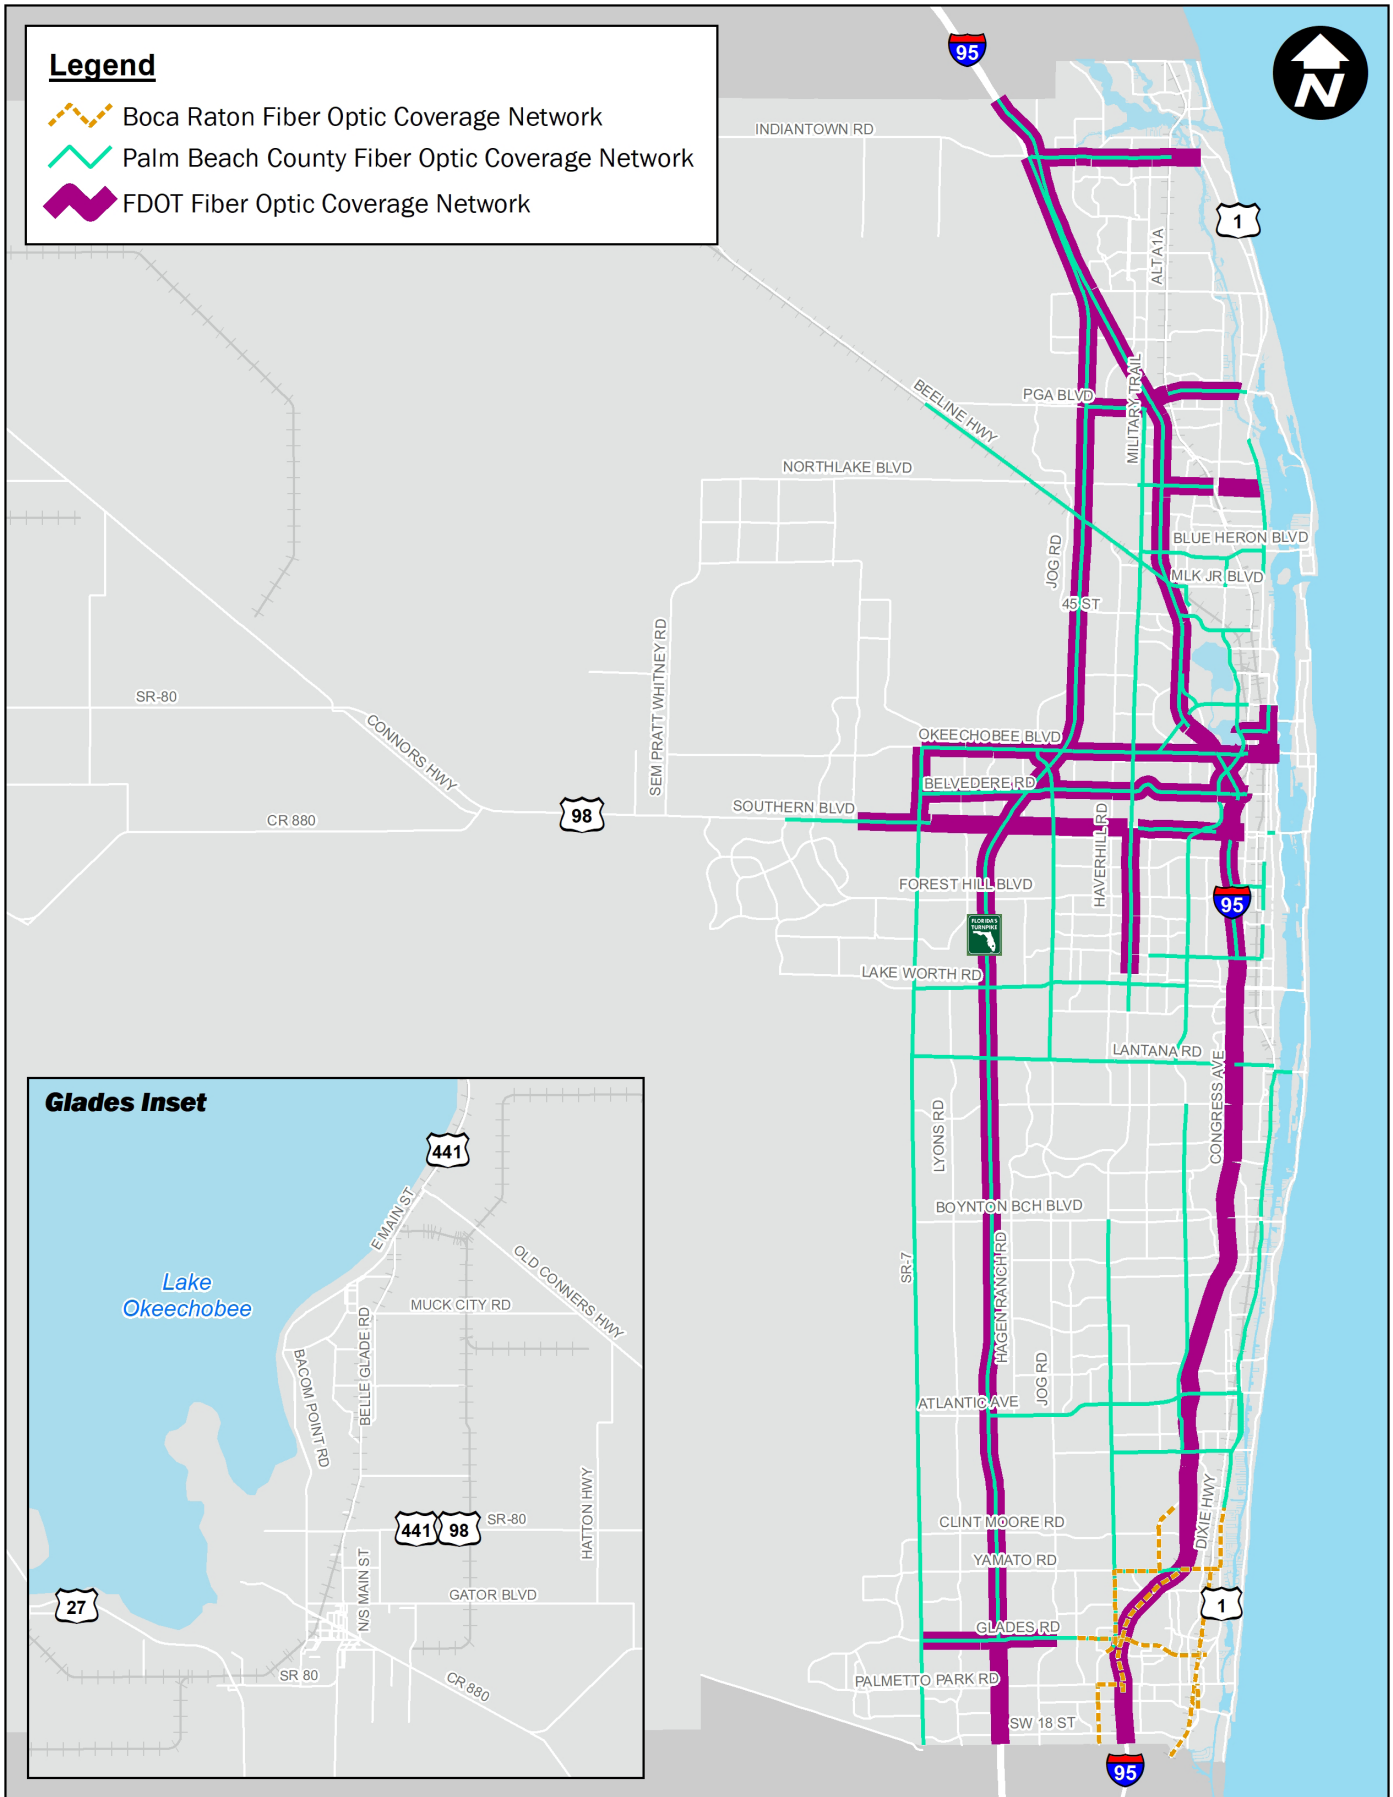 Legend
Boca Raton Fiber Optic Coverage Network
Palm Beach County Fiber Optic Coverage Network
FDOT Fiber Optic Coverage Network
95
N
INDIANTOWN RD
1
ALT A1A
MILITARY TRAIL
PGA BLVD
BEELINE HWY
NORTHLAKE BLVD
BLUE HERON BLVD
JOG RD
MLK JR BLVD
45 ST
SEM PRATT WHITNEY RD
SR-80
CONNORS HWY
OKEECHOBEE BLVD
BELVEDERE RD
SOUTHERN BLVD
98
CR 880
HAVERHILL RD
FOREST HILL BLVD
95
FLORIDA'S
TURNPIKE
LAKE WORTH RD
LANTANA RD
CONGRESS AVE
LYONS RD
BOYNTON BCH BLVD
SR-7
HAGEN RANCH RD
JOG RD
ATLANTIC AVE
DIXIE HWY
CLINT MOORE RD
YAMATO RD
1
GLADES RD
PALMETTO PARK RD
SW 18 ST
95
Glades Inset
441
E MAIN ST
OLD CONNERS HWY
Lake
Okeechobee
MUCK CITY RD
BELLE GLADE RD
BACOM POINT RD
HATTON HWY
441
98
SR-80
N/S MAIN ST
GATOR BLVD
27
SR 80
CR 880